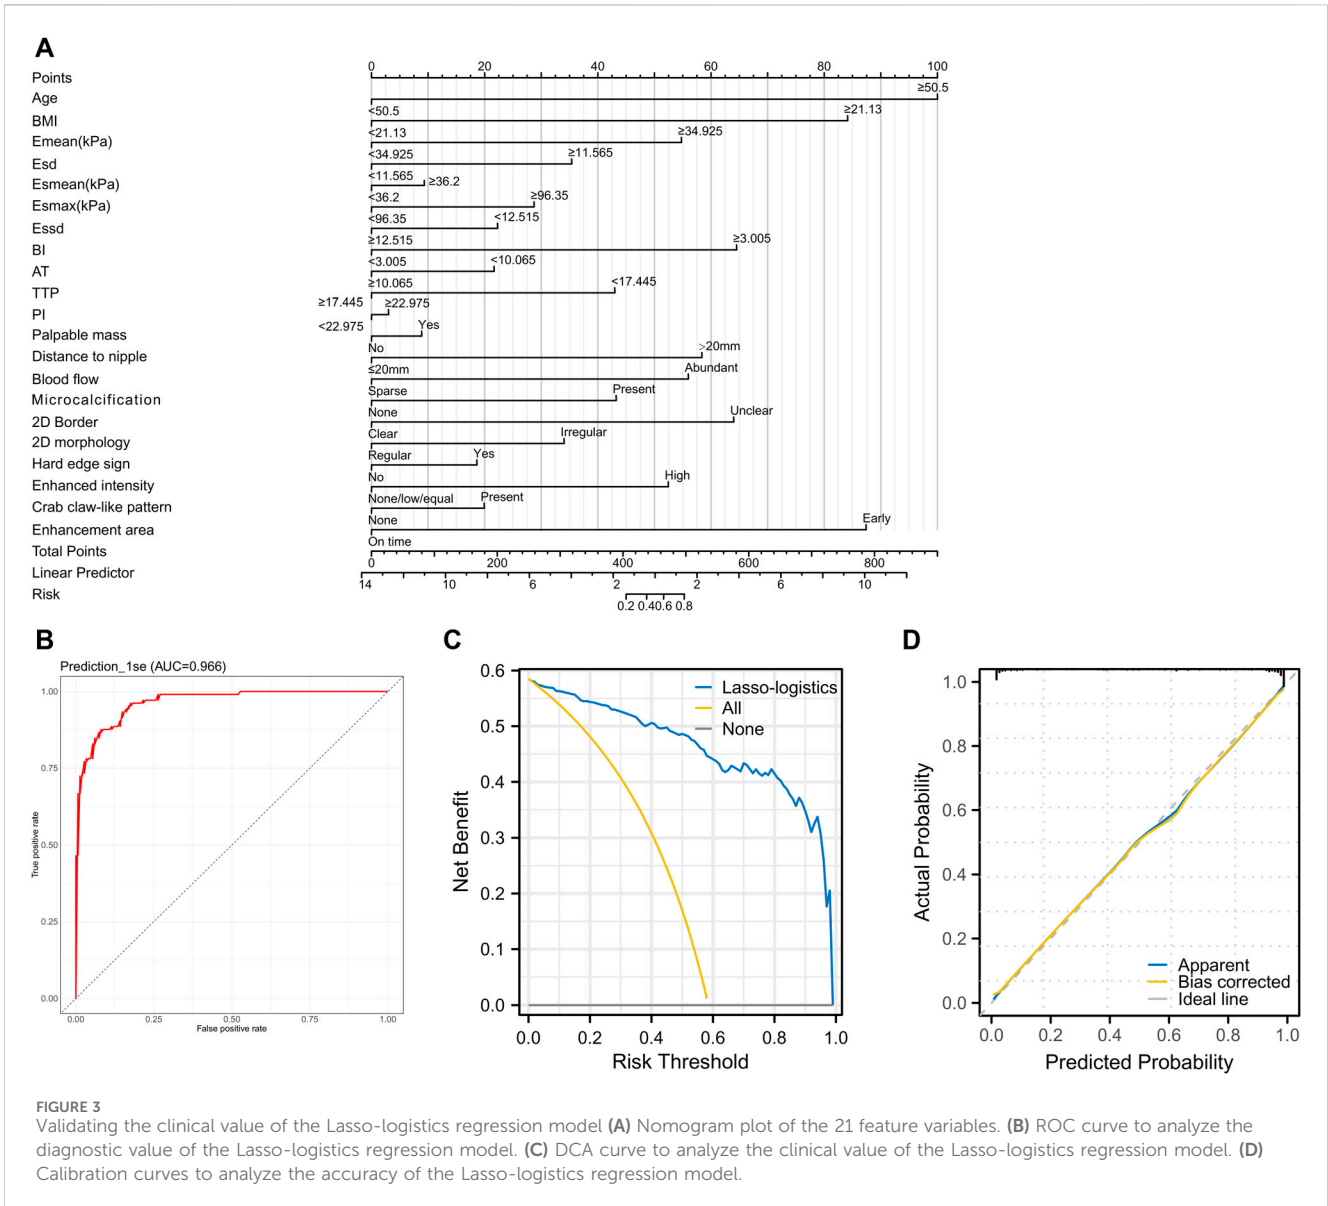 A
Points
0 20 40 60 80 100
Age
<50.5 ≥50.5
BMI
<21.13 ≥21.13
Emean(kPa)
<34.925 ≥34.925
Esd
<11.565 ≥11.565
Esmean(kPa)
<36.2 ≥36.2
Esmax(kPa)
<96.35 ≥96.35
Essd
≥12.515 <12.515
BI
<3.005 ≥3.005
AT
≥10.065 <10.065
TTP
≥17.445 <17.445
PI
<22.975 ≥22.975
Palpable mass
No Yes
Distance to nipple
≤20mm >20mm
Blood flow
Sparse Abundant
Microcalcification
None Present
2D Border
Clear Unclear
2D morphology
Regular Irregular
Hard edge sign
No Yes
Enhanced intensity
None/low/equal High
Crab claw-like pattern
None Present
Enhancement area
On time Early
Total Points
0 200 400 600 800
Linear Predictor
14 10 6 2 2 6 10
Risk
0.2 0.40.6 0.8
B
Prediction_1se (AUC=0.966)
True positive rate
1.00
0.75
0.50
0.25
0.00
0.00 0.25 0.50 0.75 1.00
False positive rate
C
Net Benefit
0.6
0.5
0.4
0.3
0.2
0.1
0.0
Lasso-logistics
All
None
0.0 0.2 0.4 0.6 0.8 1.0
Risk Threshold
D
Actual Probability
1.0
0.8
0.6
0.4
0.2
0.0
Apparent
Bias corrected
Ideal line
0.0 0.2 0.4 0.6 0.8 1.0
Predicted Probability
FIGURE 3
Validating the clinical value of the Lasso-logistics regression model (A) Nomogram plot of the 21 feature variables. (B) ROC curve to analyze the
diagnostic value of the Lasso-logistics regression model. (C) DCA curve to analyze the clinical value of the Lasso-logistics regression model. (D)
Calibration curves to analyze the accuracy of the Lasso-logistics regression model.